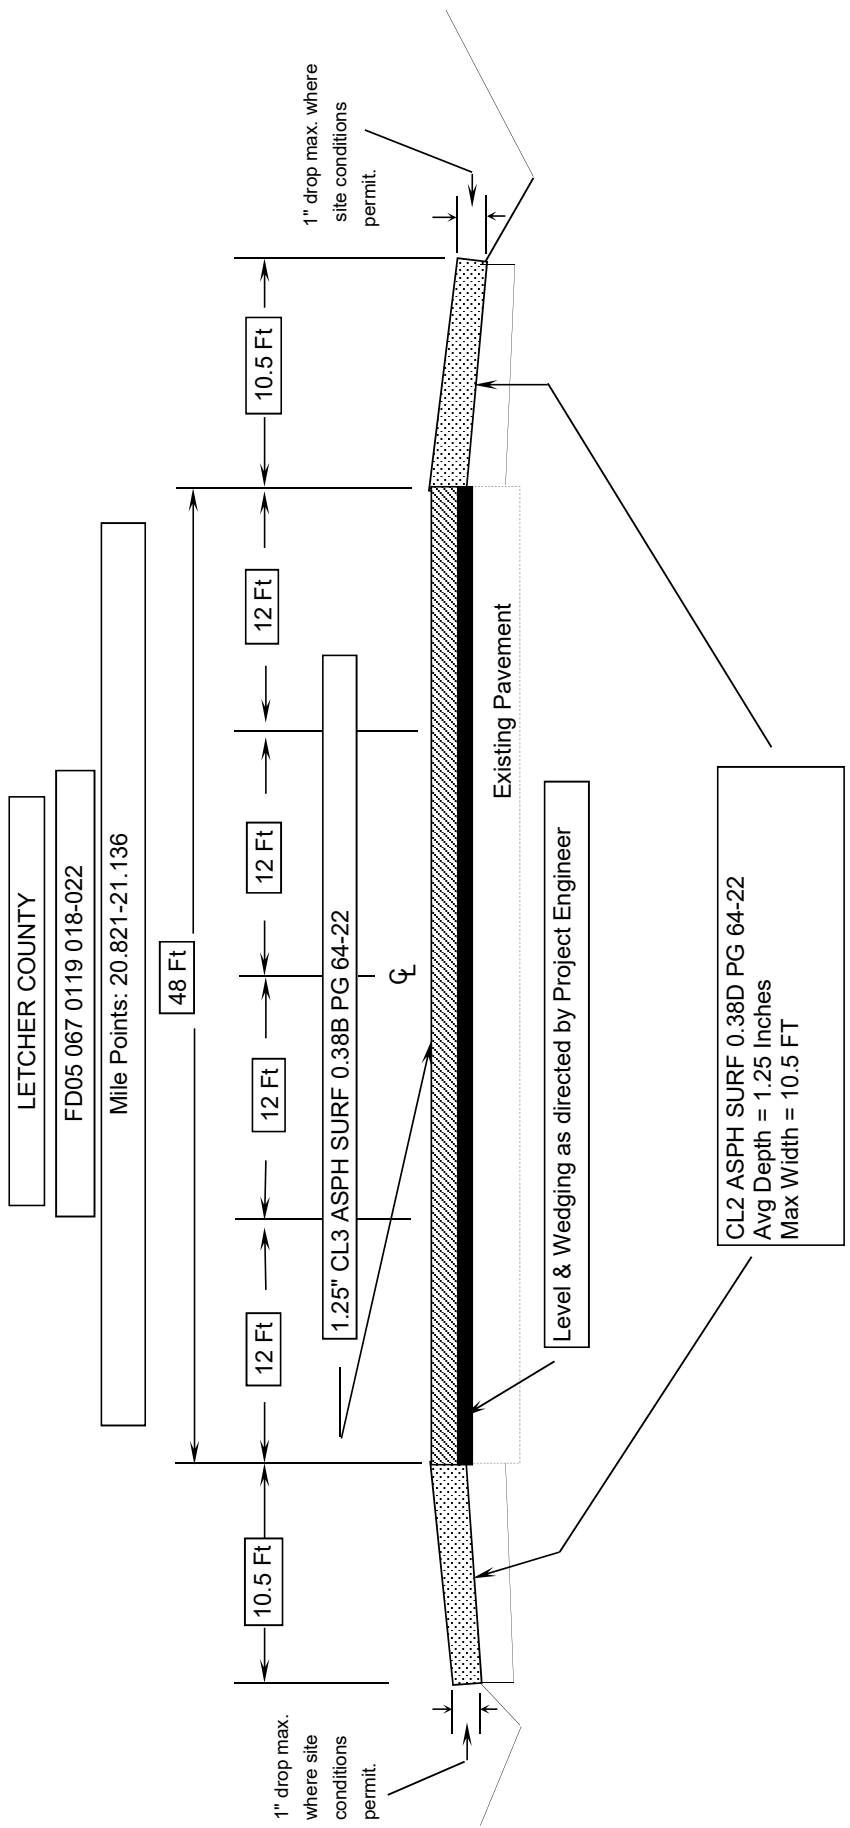 LETCHER COUNTY
FD05 067 0119 018-022
Mile Points: 20.821-21.136
48 Ft
10.5 Ft
12 Ft
12 Ft
12 Ft
12 Ft
10.5 Ft
1" drop max.
where site
conditions
permit.
1" drop max. where
site conditions
permit.
1.25" CL3 ASPH SURF 0.38B PG 64-22
CL
Existing Pavement
Level & Wedging as directed by Project Engineer
CL2 ASPH SURF 0.38D PG 64-22
Avg Depth = 1.25 Inches
Max Width = 10.5 FT